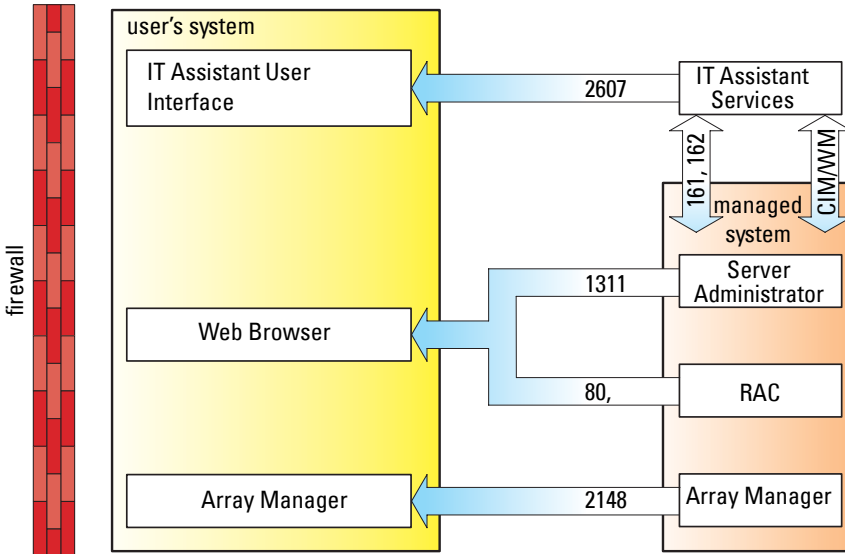 user's system
IT Assistant User
Interface
2607
IT Assistant
Services
161, 162
CIM/WM
managed
system
firewall
1311
Server
Administrator
Web Browser
80,
RAC
Array Manager
2148
Array Manager